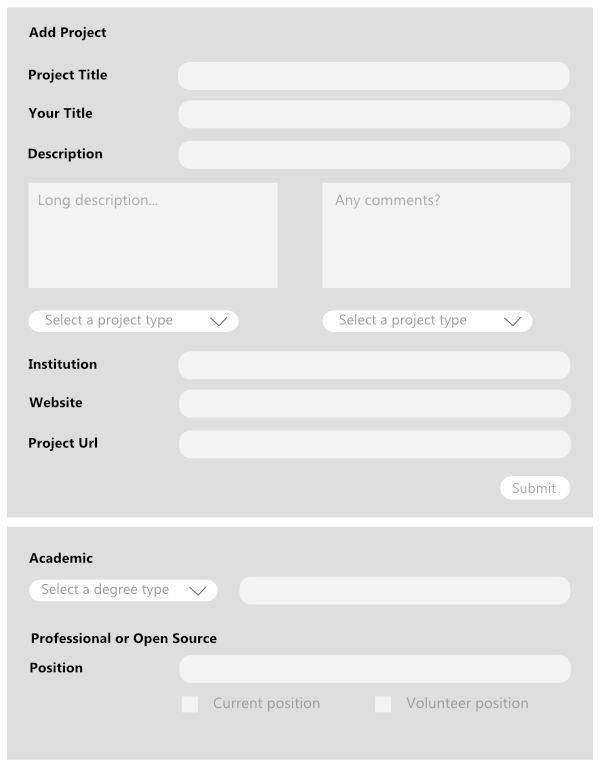 Add Project
Project Title
Your Title
Description
Long description...
Any comments?
Select a project type
Select a project type
Institution
Website
Project Url
Submit
Academic
Select a degree type
Professional or Open Source
Position
Current position
Volunteer position